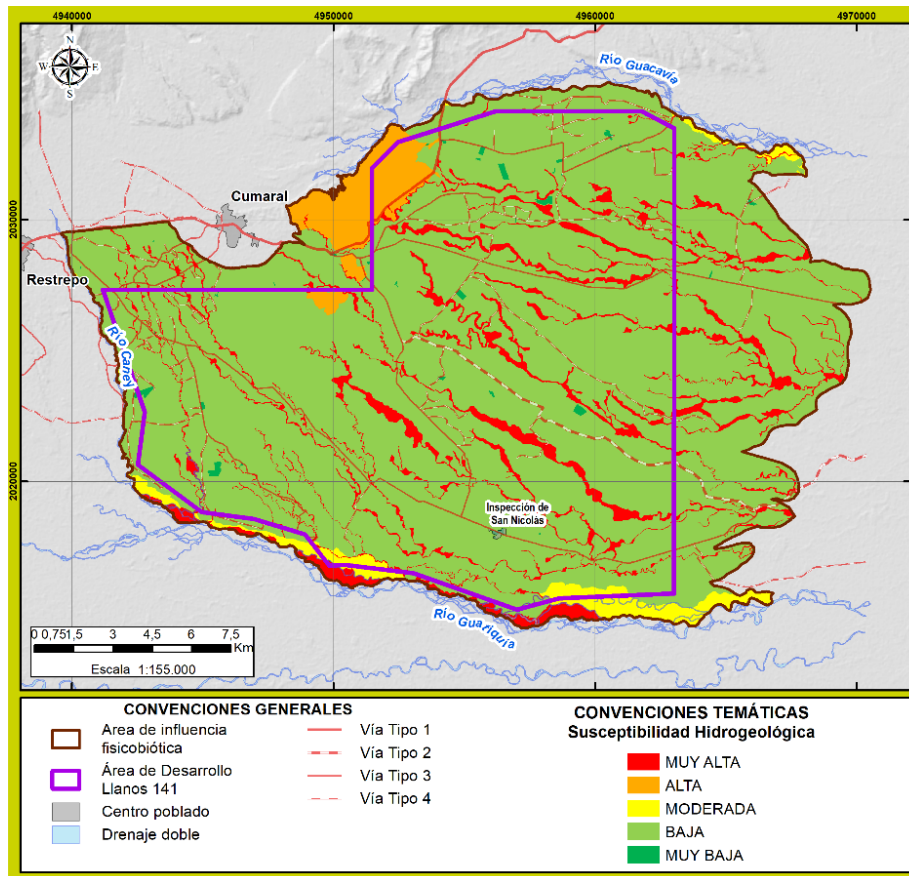 4940000
4950000
4960000
4970000
N
W E
S
Río Guacavía
Cumaral
2030000
Restrepo
Río Caney
2020000
Inspección de
San Nicolás
Río Guatiquía
0 0,751,5 3 4,5 6 7,5
Km
Escala 1:155.000
CONVENCIONES GENERALES
Area de influencia
fisicobiótica
Área de Desarrollo
Llanos 141
Centro poblado
Drenaje doble
Vía Tipo 1
Vía Tipo 2
Vía Tipo 3
Vía Tipo 4
CONVENCIONES TEMÁTICAS
Susceptibilidad Hidrogeológica
MUY ALTA
ALTA
MODERADA
BAJA
MUY BAJA